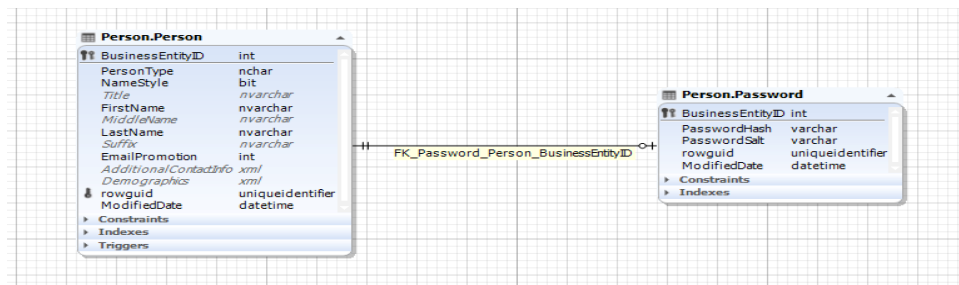 Person.Person
BusinessEntityID int
PersonType nchar
NameStyle bit
Title nvarchar
FirstName nvarchar
MiddleName nvarchar
LastName nvarchar
Suffix nvarchar
EmailPromotion int
AdditionalContactInfo xml
Demographics xml
rowguid uniqueidentifier
ModifiedDate datetime
Constraints
Indexes
Triggers
FK_Password_Person_BusinessEntityID
Person.Password
BusinessEntityID int
PasswordHash varchar
PasswordSalt varchar
rowguid uniqueidentifier
ModifiedDate datetime
Constraints
Indexes